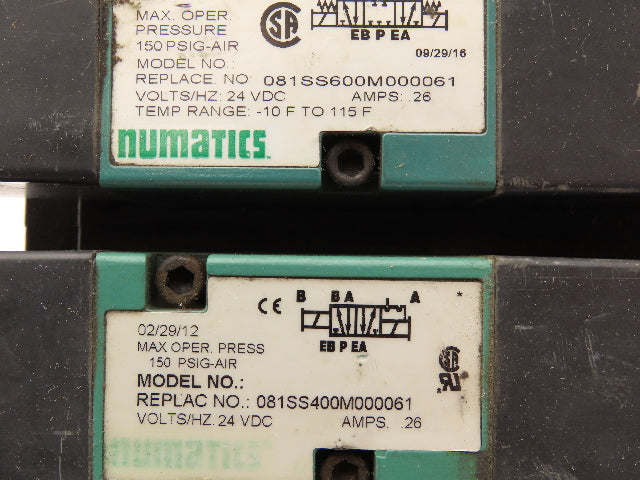 MAX. OPER.
PRESSURE
150 PSIG-AIR
MODEL NO.:
REPLACE. NO 081SS600M000061
VOLTS/HZ: 24 VDC AMPS: .26
TEMP RANGE: -10 F TO 115 F
numatics
EB P EA
09/29/16
B B A A *
EB P EA
02/29/12
MAX OPER. PRESS
150 PSIG-AIR
MODEL NO.:
REPLAC NO.: 081SS400M000061
VOLTS/HZ. 24 VDC AMPS. .26
numatics